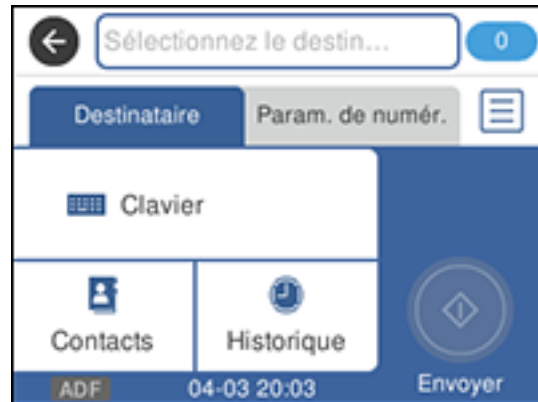 Sélectionnez le destin...
0
Destinataire
Param. de numér.
Clavier
Contacts
Historique
ADF
04-03 20:03
Envoyer